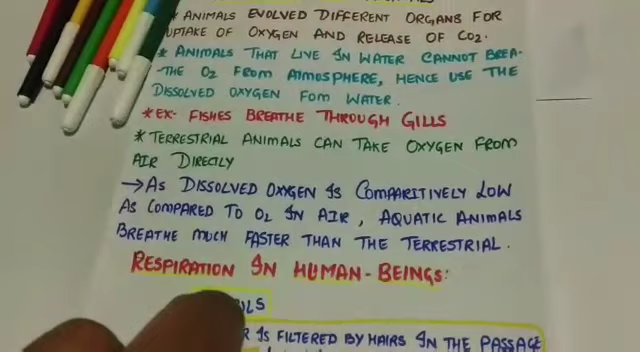 * ANIMALS EVOLVED DIFFERENT ORGANS FOR
UPTAKE OF OXYGEN AND RELEASE OF CO2.
* ANIMALS THAT LIVE IN WATER CANNOT BREA-
THE O2 FROM ATMOSPHERE, HENCE USE THE
DISSOLVED OXYGEN FOM WATER.
* EX- FISHES BREATHE THROUGH GILLS
* TERRESTRIAL ANIMALS CAN TAKE OXYGEN FROM
AIR DIRECTLY
→ AS DISSOLVED OXYGEN IS COMPARITIVELY LOW
AS COMPARED TO O2 IN AIR, AQUATIC ANIMALS
BREATHE MUCH FASTER THAN THE TERRESTRIAL.
RESPIRATION IN HUMAN-BEINGS:
IS FILTERED BY HAIRS IN THE PASSAGE